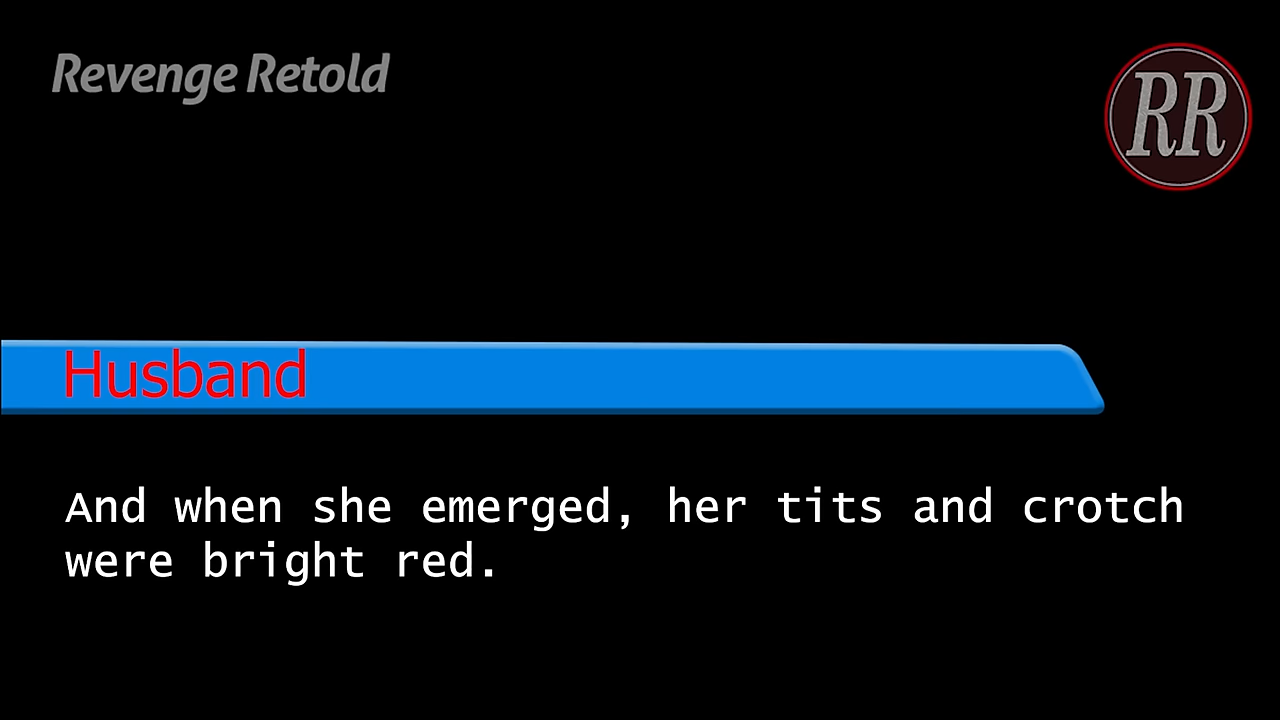 Revenge Retold
RR
Husband
And when she emerged, her tits and crotch
were bright red.